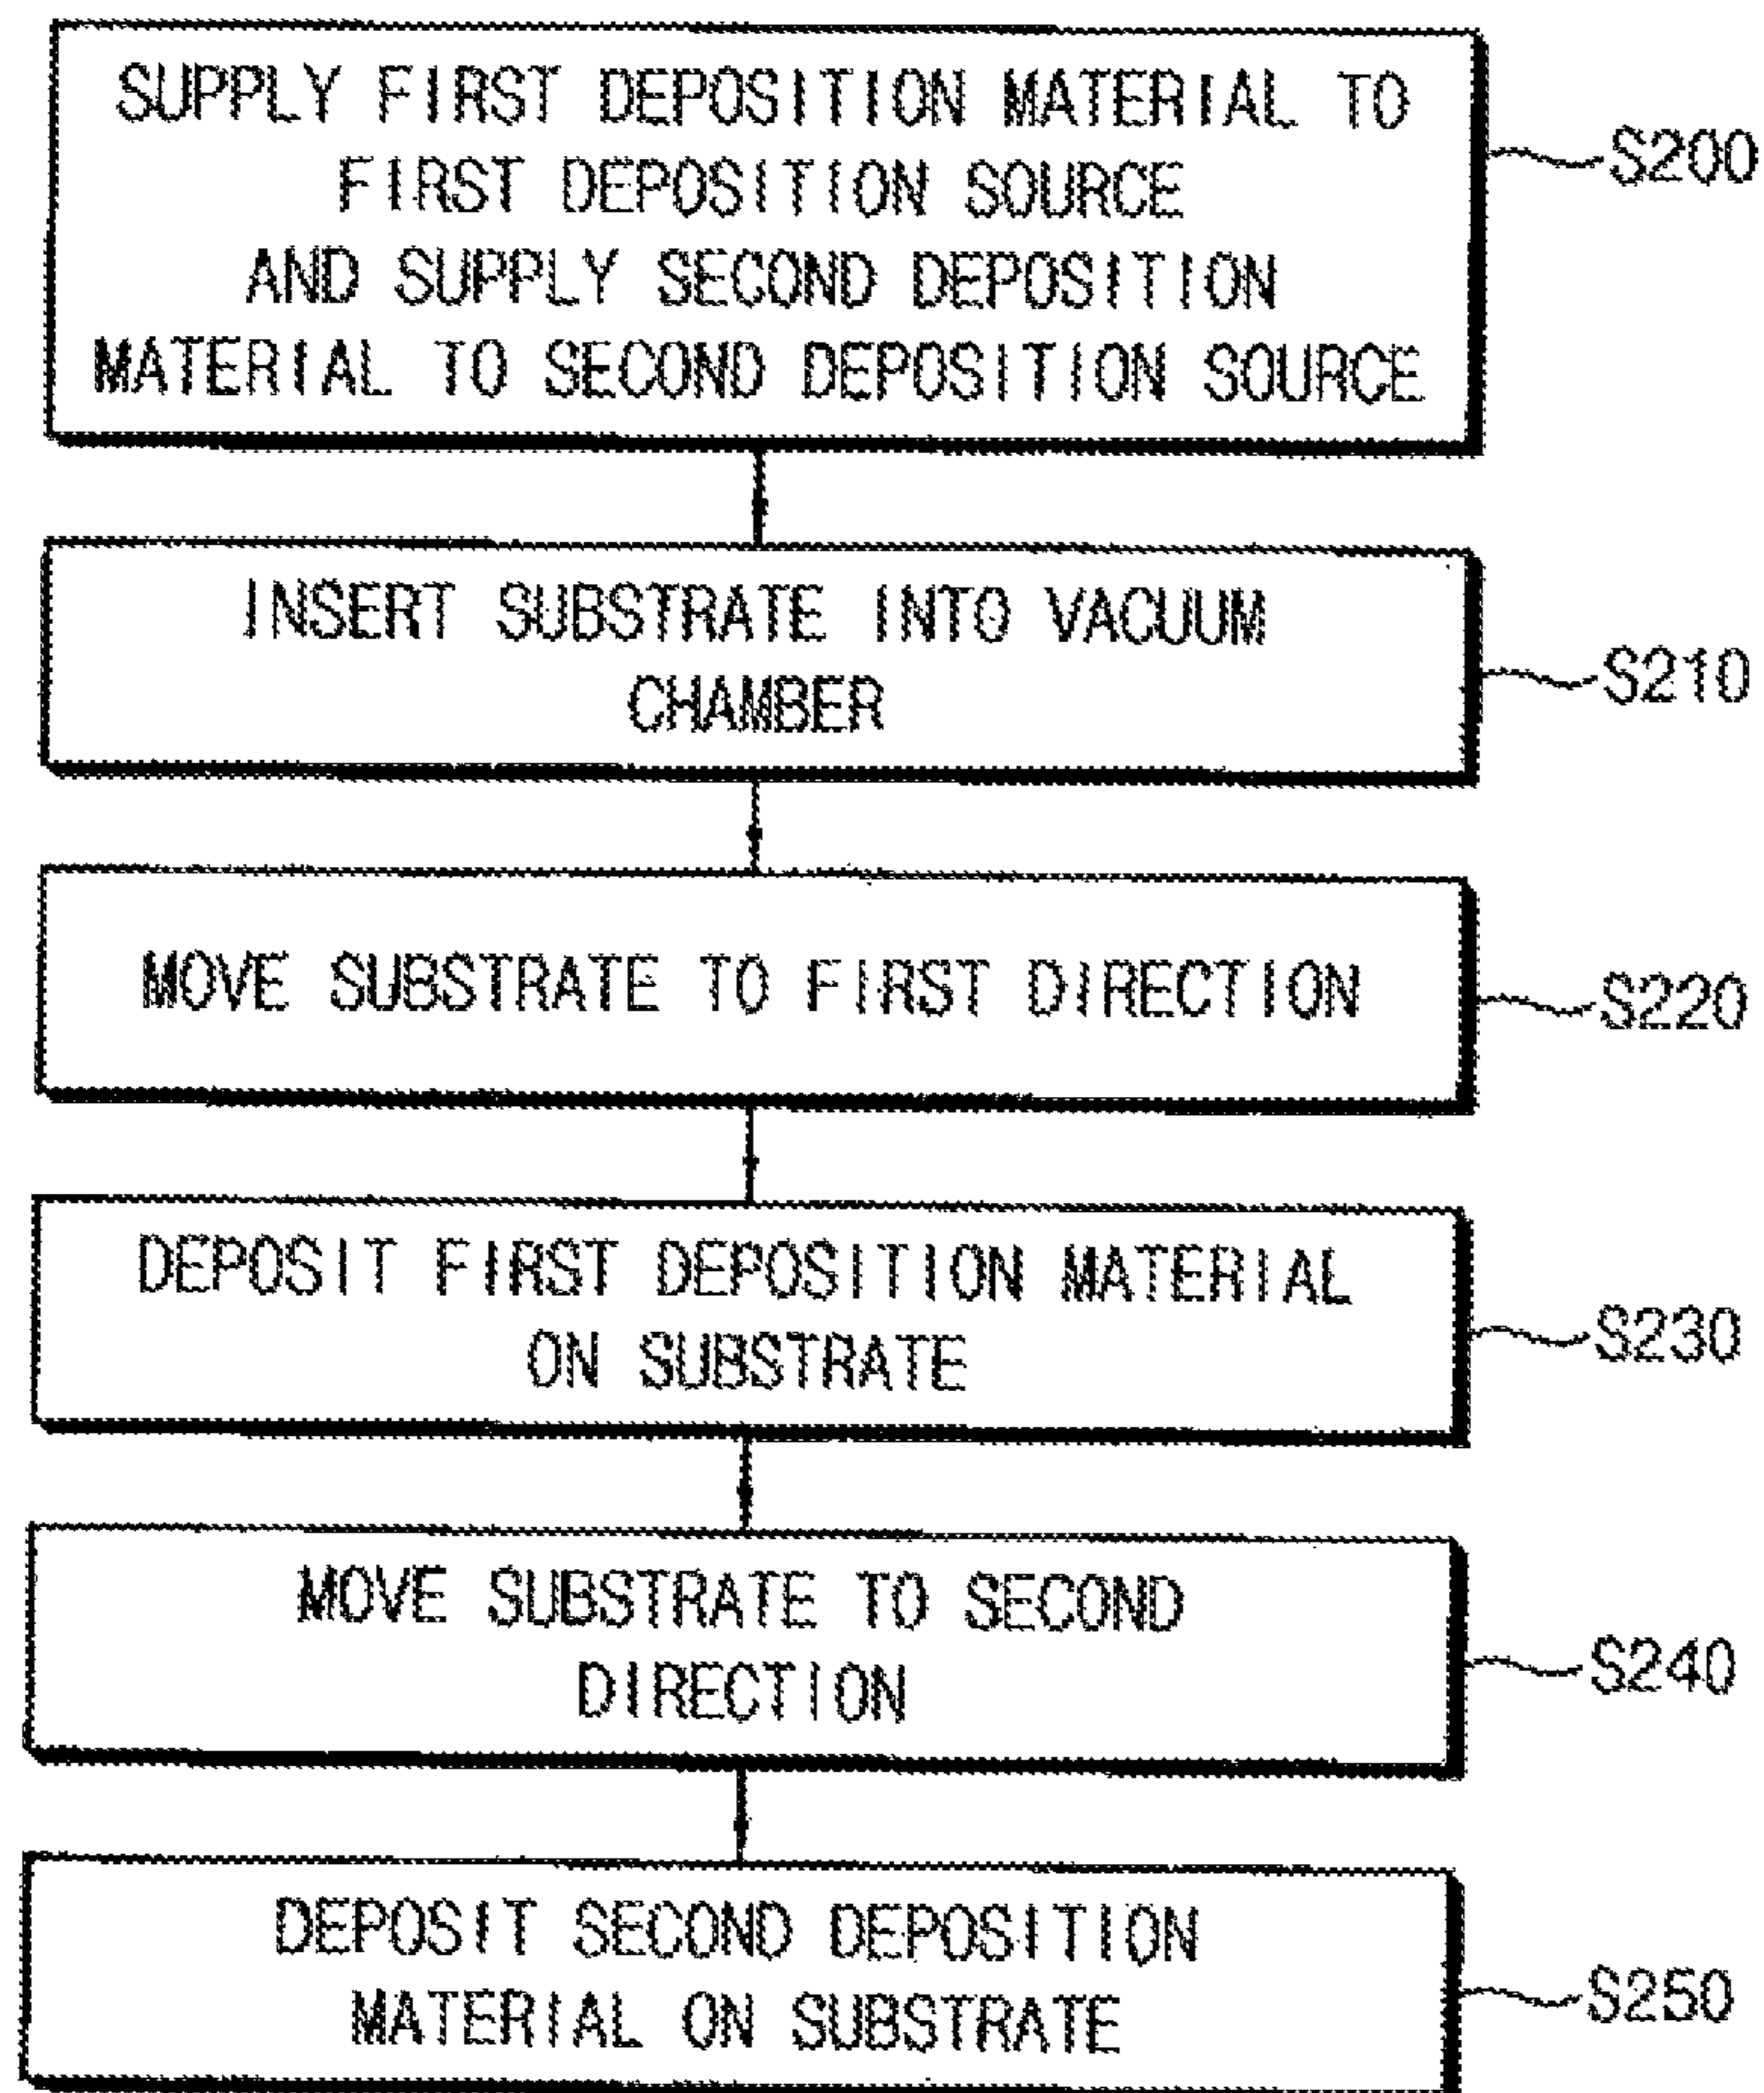 SUPPLY FIRST DEPOSITION MATERIAL TO
FIRST DEPOSITION SOURCE
AND SUPPLY SECOND DEPOSITION
MATERIAL TO SECOND DEPOSITION SOURCE
S200
INSERT SUBSTRATE INTO VACUUM
CHAMBER
S210
MOVE SUBSTRATE TO FIRST DIRECTION
S220
DEPOSIT FIRST DEPOSITION MATERIAL
ON SUBSTRATE
S230
MOVE SUBSTRATE TO SECOND
DIRECTION
S240
DEPOSIT SECOND DEPOSITION
MATERIAL ON SUBSTRATE
S250